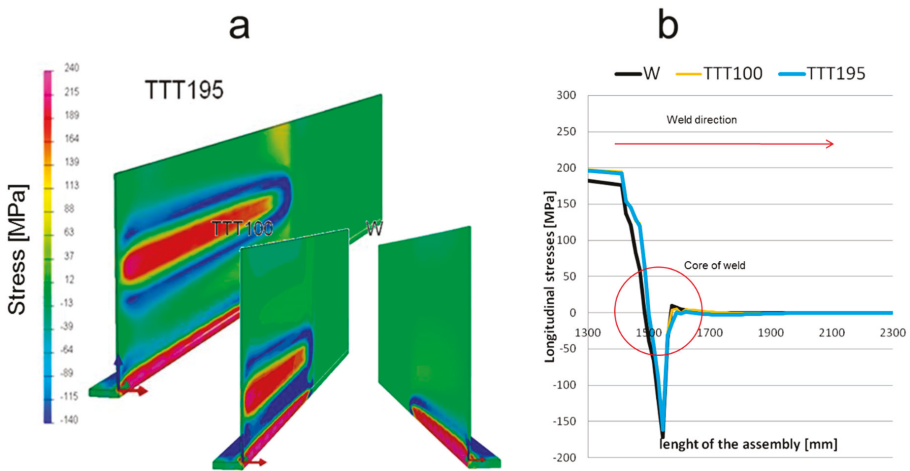 a
b
TTT195
Stress [MPa]
240
215
189
164
139
113
88
63
38
12
-13
-39
-64
-89
-115
-140
TTT100
W
W TTT100 TTT195
Longitudinal stresses [MPa]
300
250
200
150
100
50
0
-50
-100
-150
-200
Weld direction
Core of weld
1300 1500 1700 1900 2100 2300
lenght of the assembly [mm]